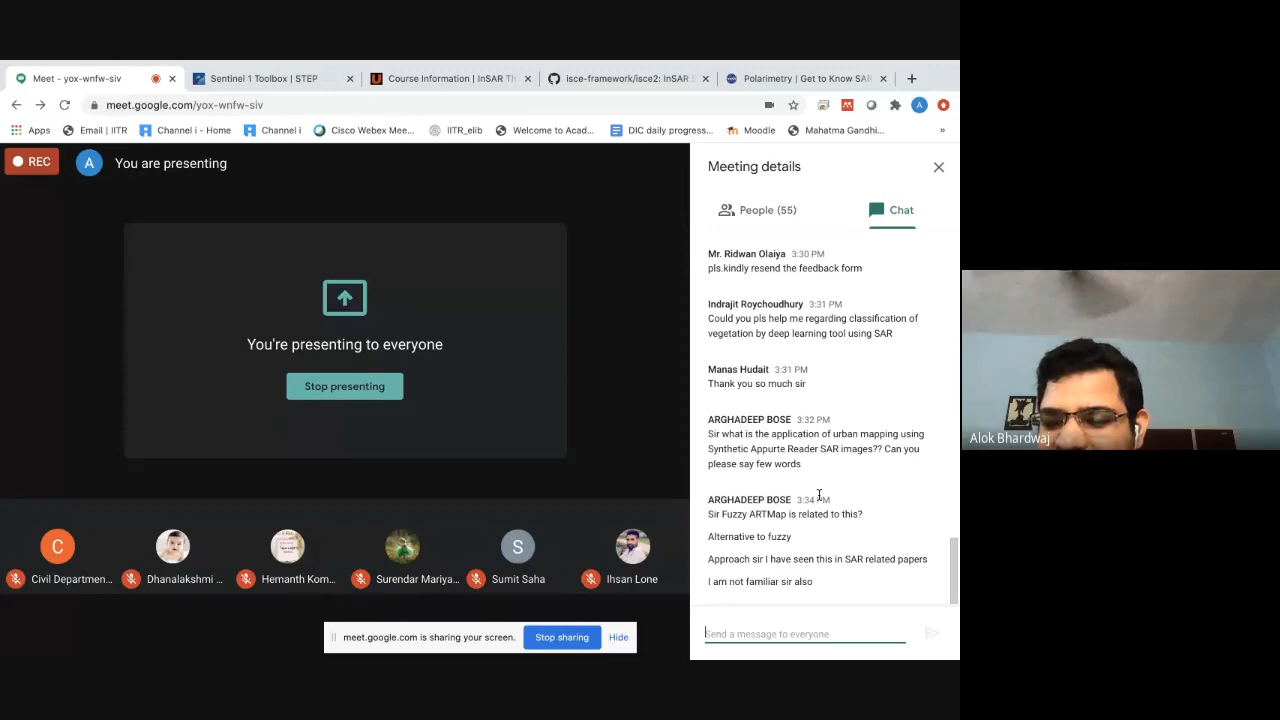 Meet - yox-wnfw-siv
Sentinel 1 Toolbox | STEP
Course Information | InSAR Th
isce-framework/isce2: InSAR S
Polarimetry | Get to Know SAR
meet.google.com/yox-wnfw-siv
A
Apps
Email | IITR
Channel i - Home
Channel i
Cisco Webex Mee...
IITR_elib
Welcome to Acad...
DIC daily progress...
Moodle
Mahatma Gandhi...
»
REC
A
You are presenting
You're presenting to everyone
Stop presenting
C
S
Civil Departmen...
Dhanalakshmi ...
Hemanth Kom...
Surendar Mariya...
Sumit Saha
Ihsan Lone
meet.google.com is sharing your screen.
Stop sharing
Hide
Meeting details
People (55)
Chat
Mr. Ridwan Olaiya 3:30 PM
pls.kindly resend the feedback form
Indrajit Roychoudhury 3:31 PM
Could you pls help me regarding classification of
vegetation by deep learning tool using SAR
Manas Hudait 3:31 PM
Thank you so much sir
ARGHADEEP BOSE 3:32 PM
Sir what is the application of urban mapping using
Synthetic Appurte Reader SAR images?? Can you
please say few words
ARGHADEEP BOSE 3:34 PM
Sir Fuzzy ARTMap is related to this?
Alternative to fuzzy
Approach sir I have seen this in SAR related papers
I am not familiar sir also
Send a message to everyone
Alok Bhardwaj